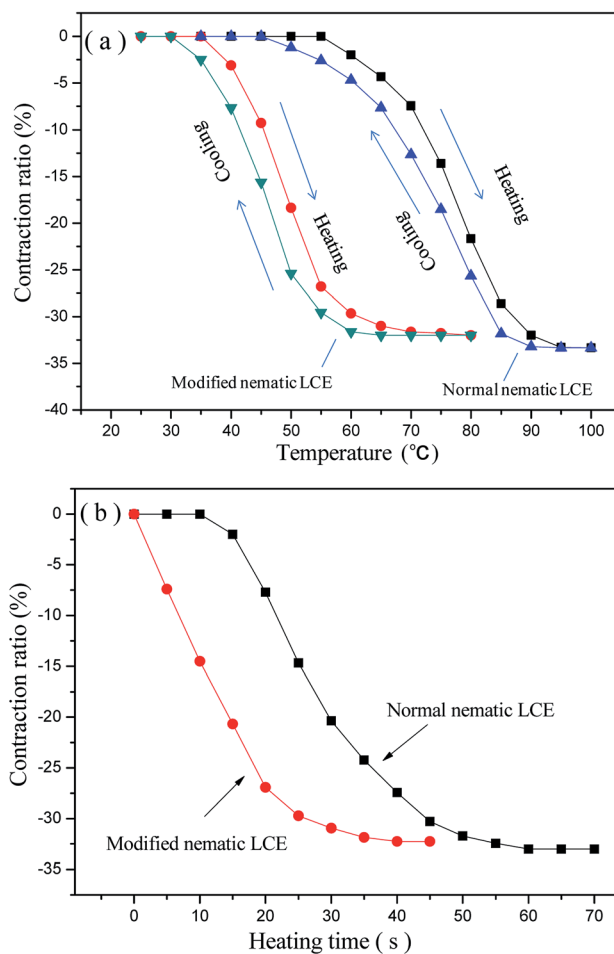 ( a )
0
-5
-10
-15
-20
-25
-30
-35
-40
Contraction ratio (%)
Cooling
Heating
Cooling
Heating
Modified nematic LCE
Normal nematic LCE
20 30 40 50 60 70 80 90 100
Temperature (℃)
( b )
0
-5
-10
-15
-20
-25
-30
-35
Contraction ratio (%)
Normal nematic LCE
Modified nematic LCE
0 10 20 30 40 50 60 70
Heating time ( s )